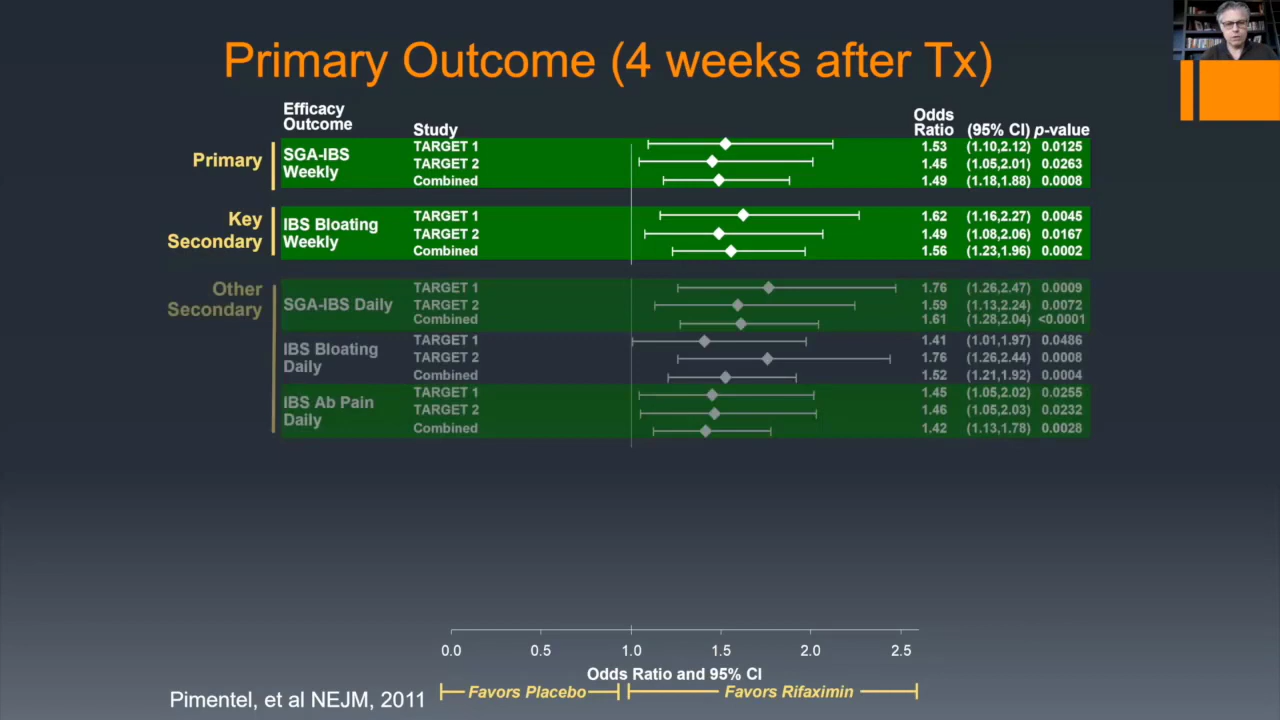 Primary Outcome (4 weeks after Tx)
Efficacy Outcome Study Odds Ratio (95% CI) p-value
Primary
SGA-IBS Weekly
TARGET 1 1.53 (1.10,2.12) 0.0125
TARGET 2 1.45 (1.05,2.01) 0.0263
Combined 1.49 (1.18,1.88) 0.0008
Key Secondary
IBS Bloating Weekly
TARGET 1 1.62 (1.16,2.27) 0.0045
TARGET 2 1.49 (1.08,2.06) 0.0167
Combined 1.56 (1.23,1.96) 0.0002
Other Secondary
SGA-IBS Daily
TARGET 1 1.76 (1.26,2.47) 0.0009
TARGET 2 1.59 (1.13,2.24) 0.0072
Combined 1.61 (1.28,2.04) <0.0001
IBS Bloating Daily
TARGET 1 1.41 (1.01,1.97) 0.0486
TARGET 2 1.76 (1.26,2.44) 0.0008
Combined 1.52 (1.21,1.92) 0.0004
IBS Ab Pain Daily
TARGET 1 1.45 (1.05,2.02) 0.0255
TARGET 2 1.46 (1.05,2.03) 0.0232
Combined 1.42 (1.13,1.78) 0.0028
0.0 0.5 1.0 1.5 2.0 2.5
Odds Ratio and 95% CI
Favors Placebo Favors Rifaximin
Pimentel, et al NEJM, 2011